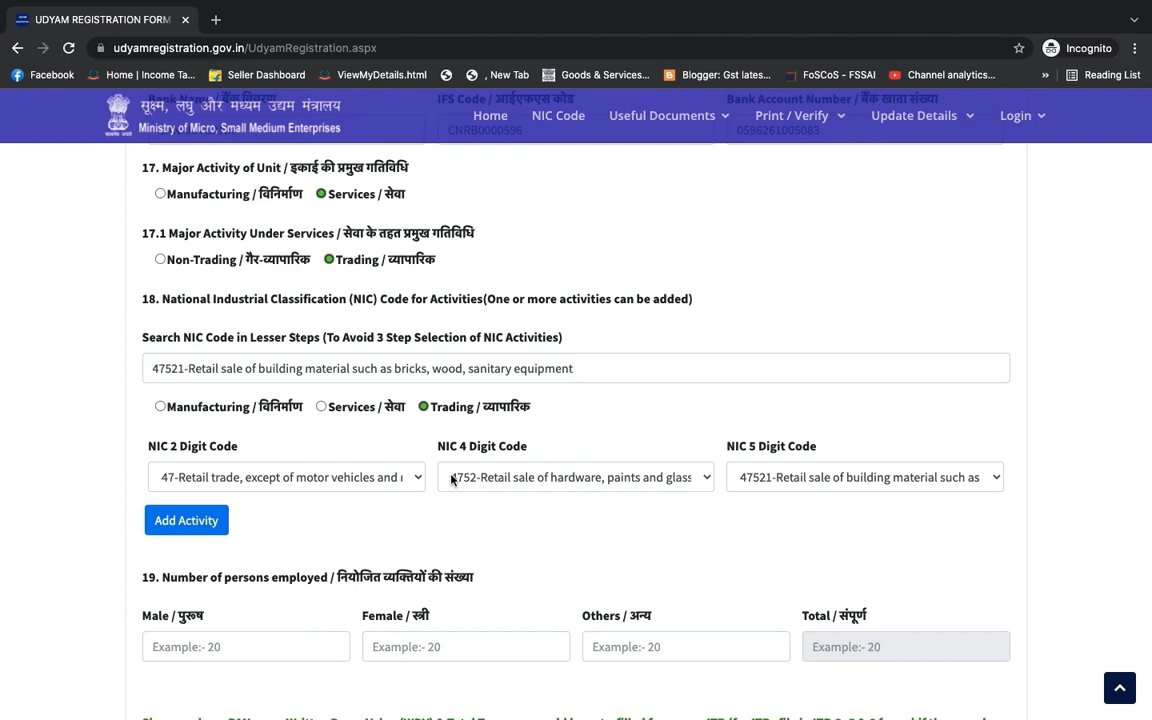 UDYAM REGISTRATION FORM
udyamregistration.gov.in/UdyamRegistration.aspx
Incognito
Facebook
Home | Income Ta...
Seller Dashboard
ViewMyDetails.html
, New Tab
Goods & Services...
Blogger: Gst lates...
FoSCoS - FSSAI
Channel analytics...
»
Reading List
सूक्ष्म, लघु और मध्यम उद्यम मंत्रालय
Ministry of Micro, Small Medium Enterprises
Home
NIC Code
Useful Documents
Print / Verify
Update Details
Login
Bank Name / बैंक विवरण
IFS Code / आईएफएस कोड
Bank Account Number / बैंक खाता संख्या
CNRB0000596
0596261005083
17. Major Activity of Unit / इकाई की प्रमुख गतिविधि
Manufacturing / विनिर्माण
Services / सेवा
17.1 Major Activity Under Services / सेवा के तहत प्रमुख गतिविधि
Non-Trading / गैर-व्यापारिक
Trading / व्यापारिक
18. National Industrial Classification (NIC) Code for Activities(One or more activities can be added)
Search NIC Code in Lesser Steps (To Avoid 3 Step Selection of NIC Activities)
47521-Retail sale of building material such as bricks, wood, sanitary equipment
Manufacturing / विनिर्माण
Services / सेवा
Trading / व्यापारिक
NIC 2 Digit Code
NIC 4 Digit Code
NIC 5 Digit Code
47-Retail trade, except of motor vehicles and
4752-Retail sale of hardware, paints and glass
47521-Retail sale of building material such as
Add Activity
19. Number of persons employed / नियोजित व्यक्तियों की संख्या
Male / पुरूष
Female / स्त्री
Others / अन्य
Total / संपूर्ण
Example:- 20
Example:- 20
Example:- 20
Example:- 20